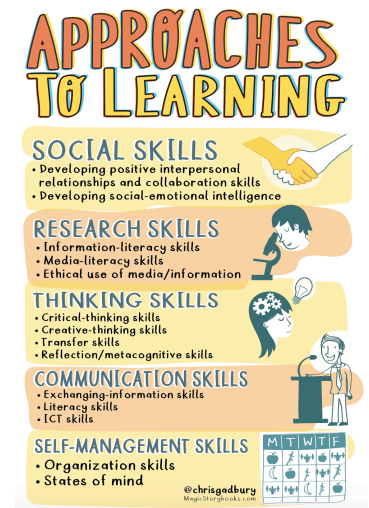 APPROACHES
TO LEARNING
SOCIAL SKILLS
• Developing positive interpersonal
relationships and collaboration skills
• Developing social-emotional intelligence
RESEARCH SKILLS
• Information-literacy skills
• Media-literacy skills
• Ethical use of media/information
THINKING SKILLS
• Critical-thinking skills
• Creative-thinking skills
• Transfer skills
• Reflection/metacognitive skills
COMMUNICATION SKILLS
• Exchanging-information skills
• Literacy skills
• ICT skills
SELF-MANAGEMENT SKILLS
• Organization skills
• States of mind
M T W T F
@chrisgadbury
MagicStorybooks.com